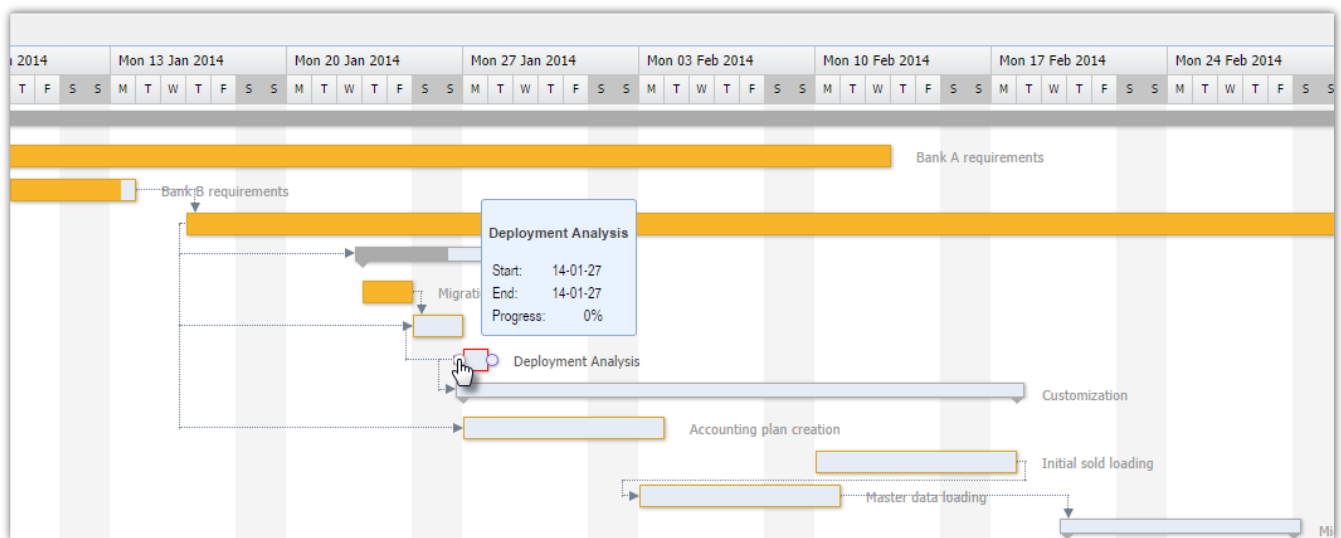 2014 Mon 13 Jan 2014 Mon 20 Jan 2014 Mon 27 Jan 2014 Mon 03 Feb 2014 Mon 10 Feb 2014 Mon 17 Feb 2014 Mon 24 Feb 2014
T F S S M T W T F S S M T W T F S S M T W T F S S M T W T F S S M T W T F S S M T W T F S S M T W T F S S
Bank A requirements
Bank B requirements
Deployment Analysis
Start: 14-01-27
Migrati End: 14-01-27
Progress: 0%
Deployment Analysis
Customization
Accounting plan creation
Initial sold loading
Master data loading
Mi